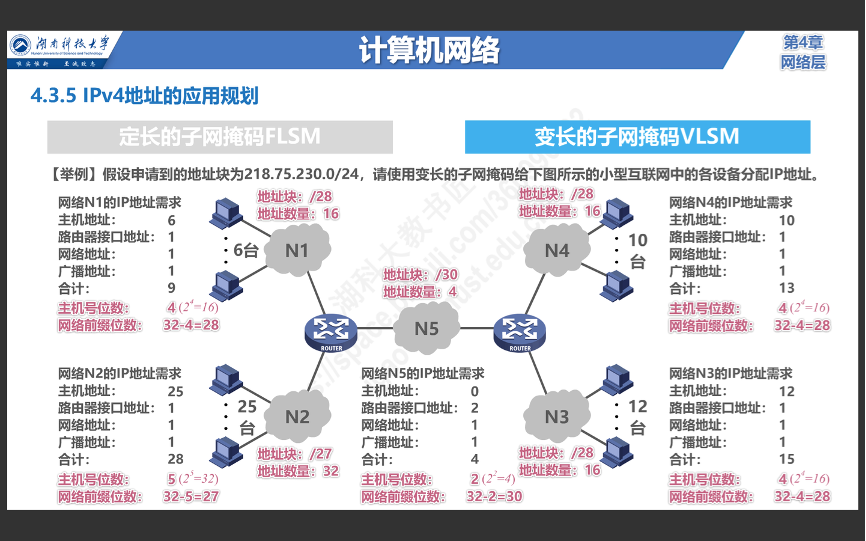 湖南科技大学
Hunan University of Science and Technology
唯实惟新 至诚致志
计算机网络
第4章
网络层
4.3.5 IPv4地址的应用规划
定长的子网掩码FLSM
变长的子网掩码VLSM
【举例】假设申请到的地址块为218.75.230.0/24，请使用变长的子网掩码给下图所示的小型互联网中的各设备分配IP地址。
网络N1的IP地址需求
主机地址： 6
路由器接口地址： 1
网络地址： 1
广播地址： 1
合计： 9
主机号位数： 4 (2^4=16)
网络前缀位数： 32-4=28
地址块：/28
地址数量：16
6台
N1
地址块：/30
地址数量：4
N5
ROUTER
ROUTER
地址块：/28
地址数量：16
N4
10
台
网络N4的IP地址需求
主机地址： 10
路由器接口地址： 1
网络地址： 1
广播地址： 1
合计： 13
主机号位数： 4 (2^4=16)
网络前缀位数： 32-4=28
网络N2的IP地址需求
主机地址： 25
路由器接口地址： 1
网络地址： 1
广播地址： 1
合计： 28
主机号位数： 5 (2^5=32)
网络前缀位数： 32-5=27
25
台
N2
地址块：/27
地址数量：32
网络N5的IP地址需求
主机地址： 0
路由器接口地址： 2
网络地址： 1
广播地址： 1
合计： 4
主机号位数： 2 (2^2=4)
网络前缀位数： 32-2=30
N3
12
台
地址块：/28
地址数量：16
网络N3的IP地址需求
主机地址： 12
路由器接口地址： 1
网络地址： 1
广播地址： 1
合计： 15
主机号位数： 4 (2^4=16)
网络前缀位数： 32-4=28